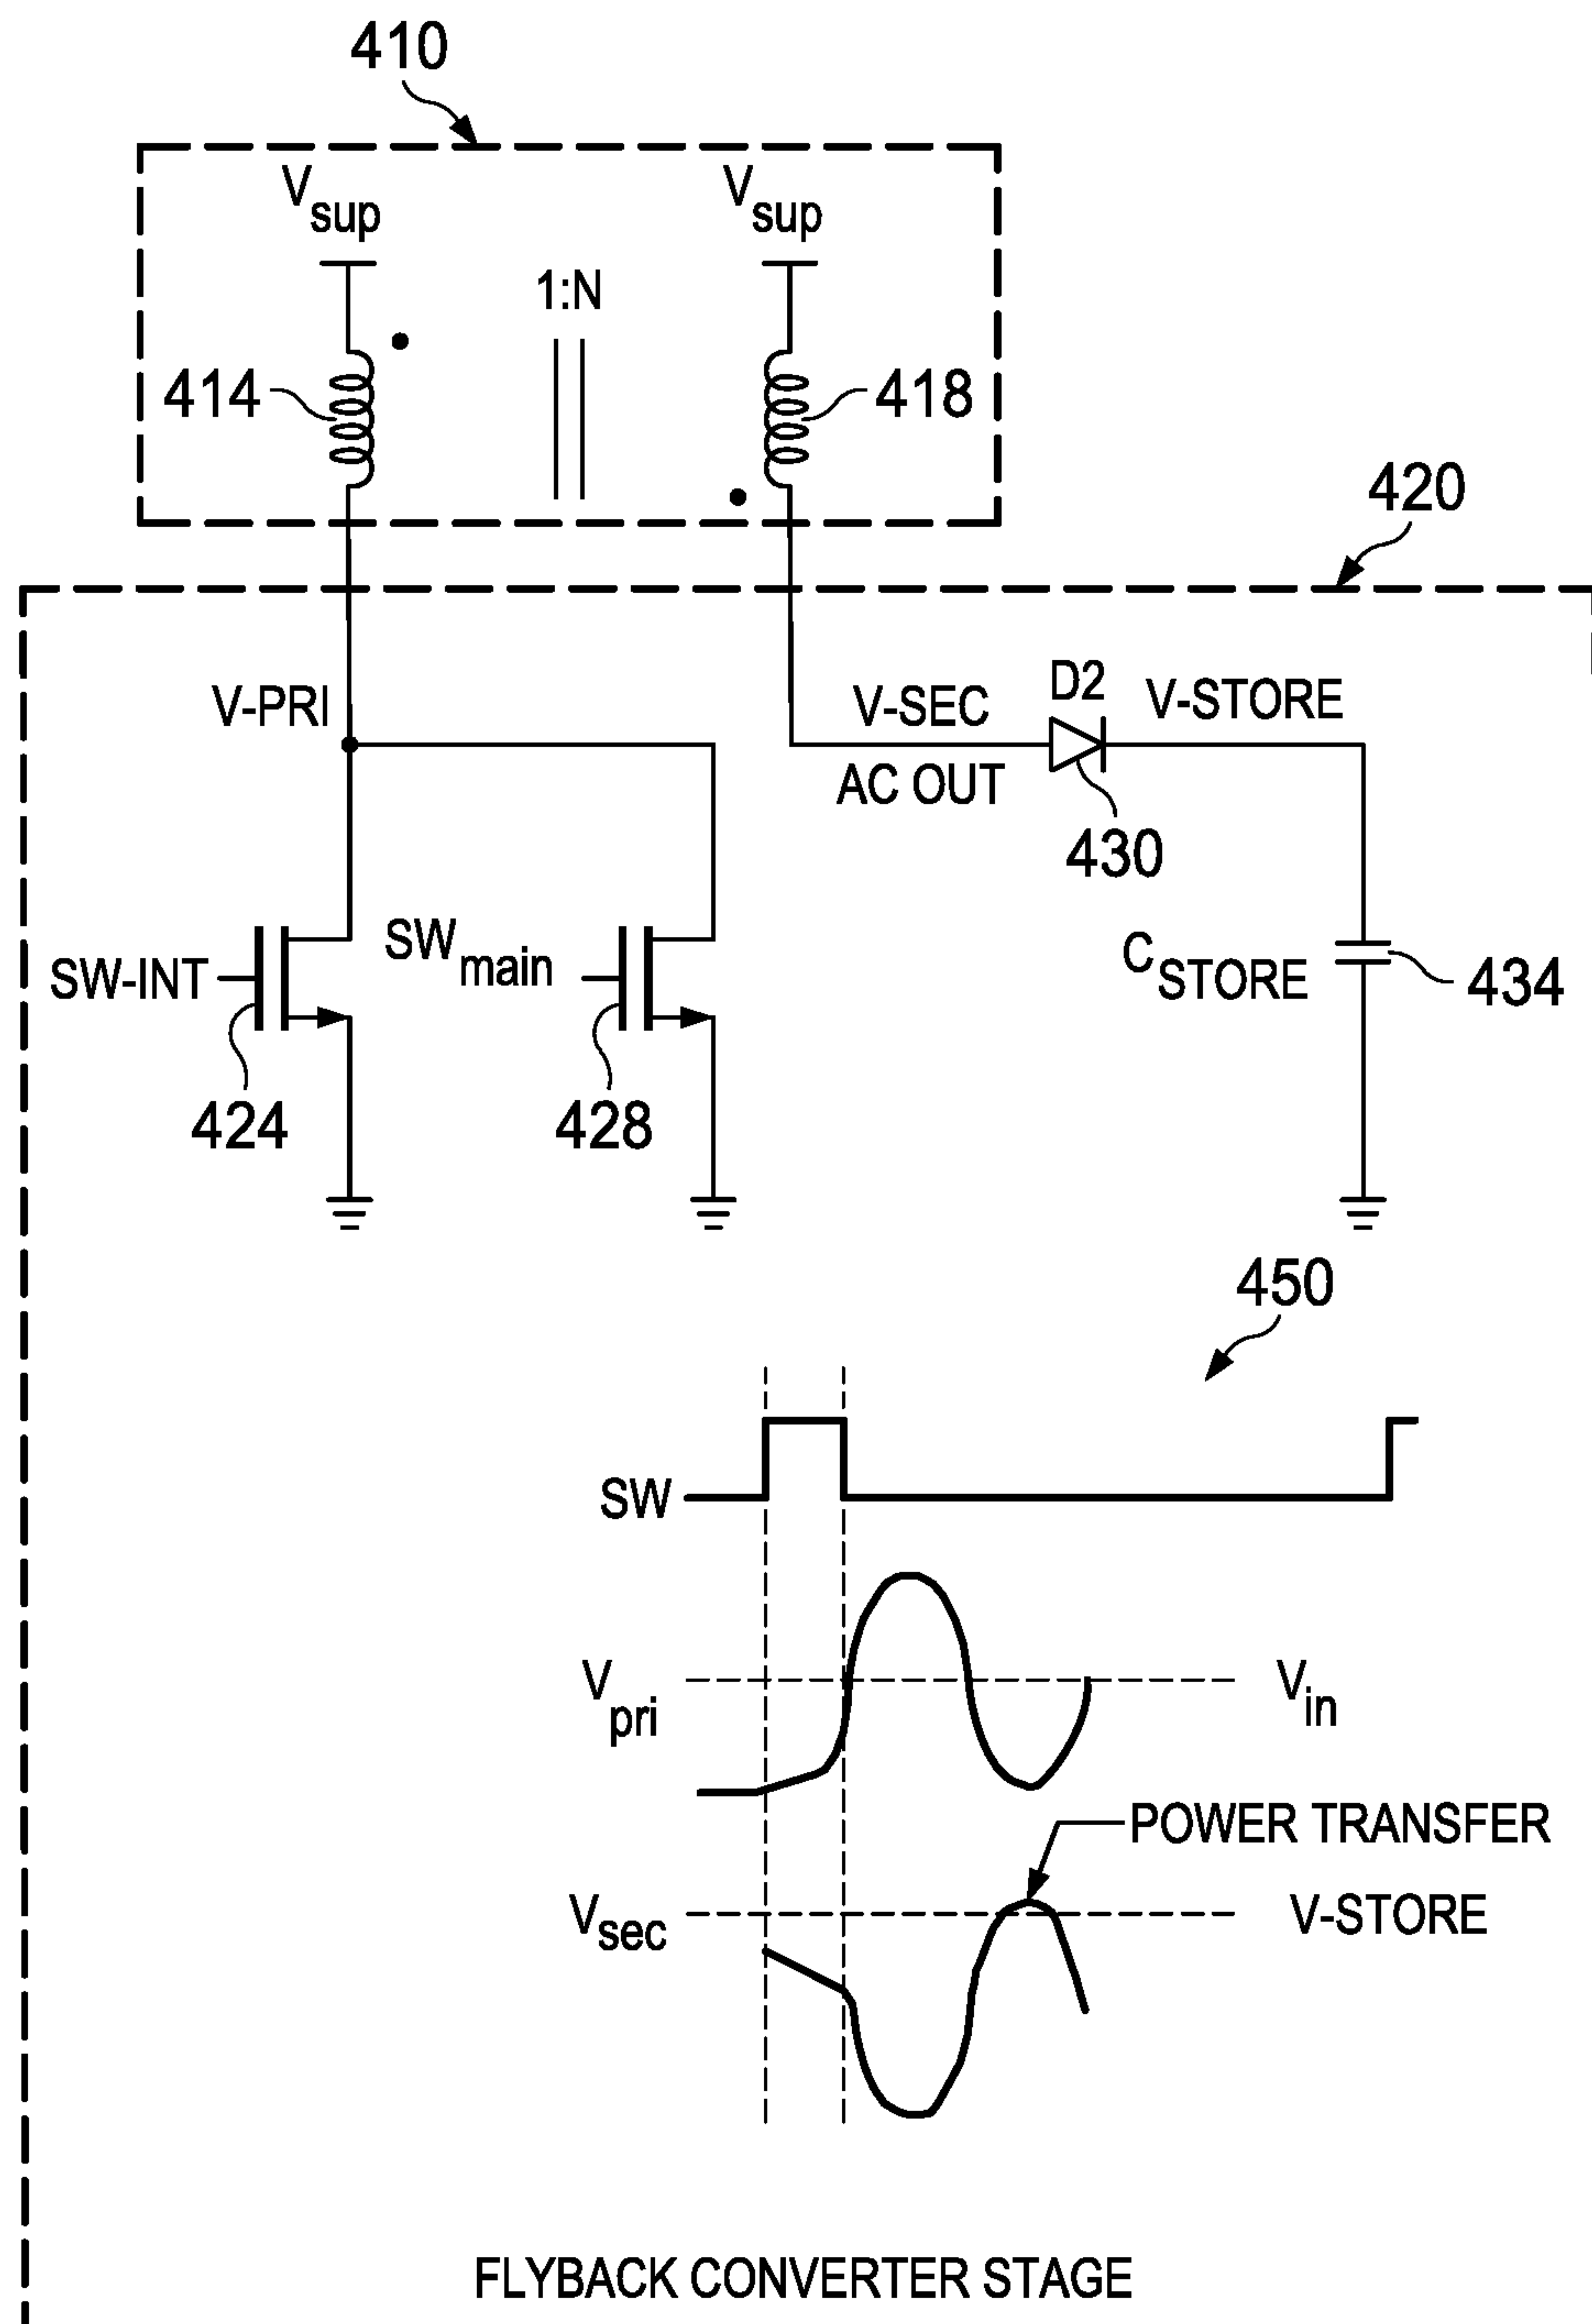 410
Vsup
Vsup
1:N
414
418
420
V-PRI
V-SEC
D2
V-STORE
AC OUT
430
SW-INT
SWmain
CSTORE
434
424
428
450
SW
Vpri
Vin
POWER TRANSFER
Vsec
V-STORE
FLYBACK CONVERTER STAGE